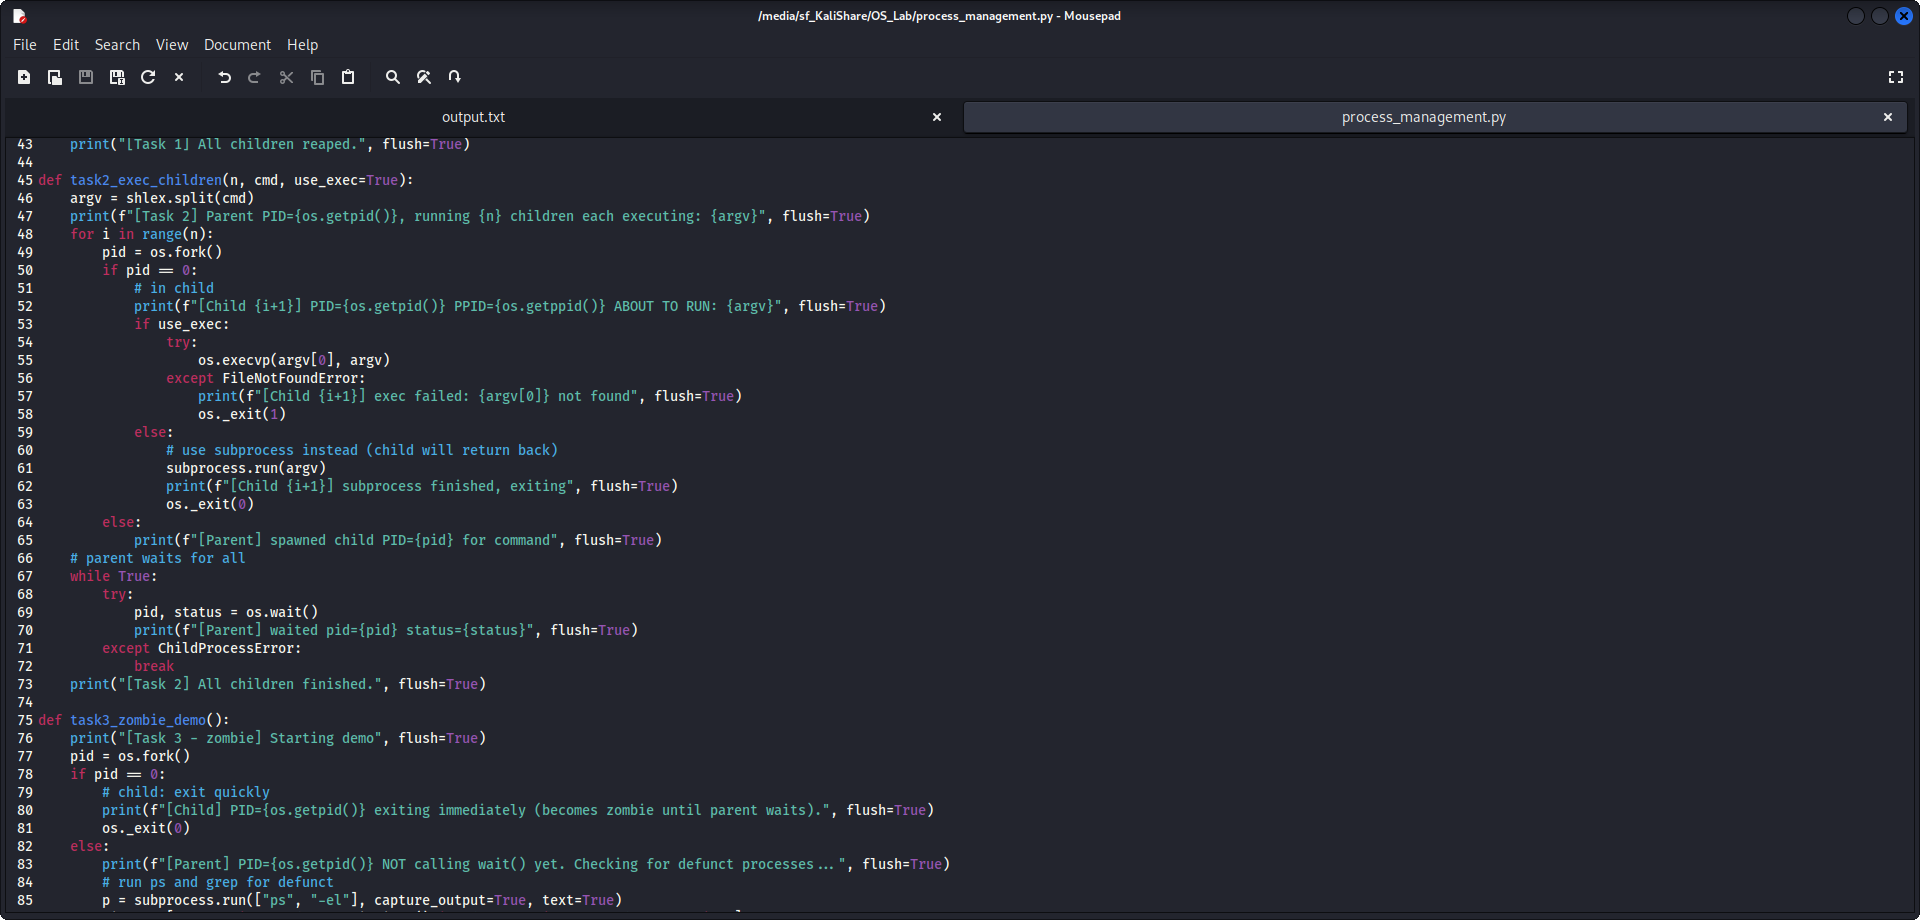 /media/sf_KaliShare/OS_Lab/process_management.py - Mousepad
File Edit Search View Document Help
output.txt process_management.py
43 print("[Task 1] All children reaped.", flush=True)
44
45 def task2_exec_children(n, cmd, use_exec=True):
46 argv = shlex.split(cmd)
47 print(f"[Task 2] Parent PID={os.getpid()}, running {n} children each executing: {argv}", flush=True)
48 for i in range(n):
49 pid = os.fork()
50 if pid == 0:
51 # in child
52 print(f"[Child {i+1}] PID={os.getpid()} PPID={os.getppid()} ABOUT TO RUN: {argv}", flush=True)
53 if use_exec:
54 try:
55 os.execvp(argv[0], argv)
56 except FileNotFoundError:
57 print(f"[Child {i+1}] exec failed: {argv[0]} not found", flush=True)
58 os._exit(1)
59 else:
60 # use subprocess instead (child will return back)
61 subprocess.run(argv)
62 print(f"[Child {i+1}] subprocess finished, exiting", flush=True)
63 os._exit(0)
64 else:
65 print(f"[Parent] spawned child PID={pid} for command", flush=True)
66 # parent waits for all
67 while True:
68 try:
69 pid, status = os.wait()
70 print(f"[Parent] waited pid={pid} status={status}", flush=True)
71 except ChildProcessError:
72 break
73 print("[Task 2] All children finished.", flush=True)
74
75 def task3_zombie_demo():
76 print("[Task 3 - zombie] Starting demo", flush=True)
77 pid = os.fork()
78 if pid == 0:
79 # child: exit quickly
80 print(f"[Child] PID={os.getpid()} exiting immediately (becomes zombie until parent waits).", flush=True)
81 os._exit(0)
82 else:
83 print(f"[Parent] PID={os.getpid()} NOT calling wait() yet. Checking for defunct processes...", flush=True)
84 # run ps and grep for defunct
85 p = subprocess.run(["ps", "-el"], capture_output=True, text=True)